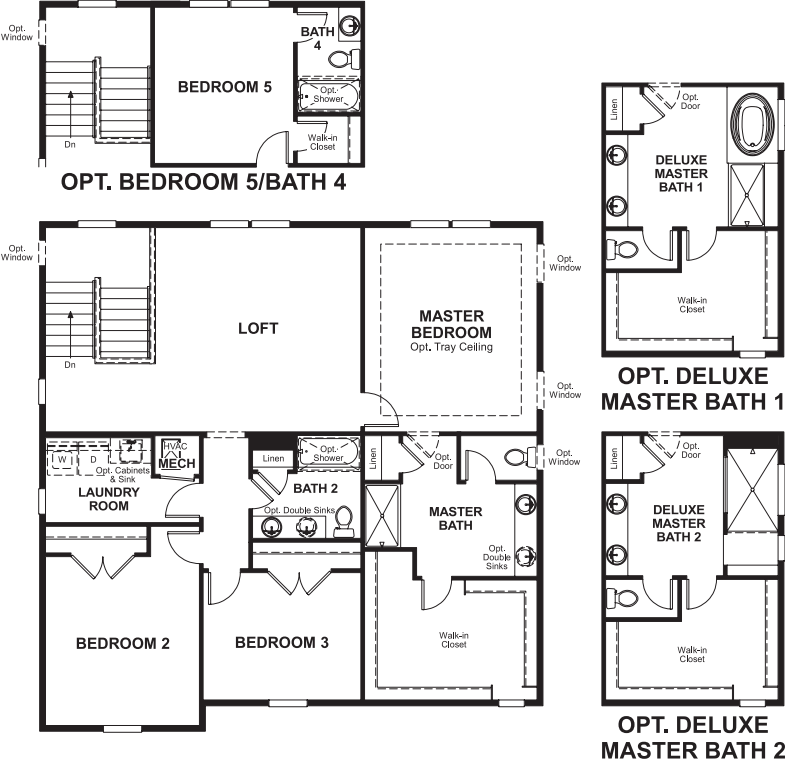 Opt.
Window
BATH
4
BEDROOM 5
Opt.
Shower
Dn
Walk-in
Closet
OPT. BEDROOM 5/BATH 4
Opt.
Window
LOFT
Dn
MASTER
BEDROOM
Opt. Tray Ceiling
Opt.
Window
Opt.
Window
HVAC
MECH
W
D
Opt. Cabinets
& Sink
LAUNDRY
ROOM
Linen
Opt.
Shower
BATH 2
Opt. Double Sinks
Linen
Opt.
Door
Opt.
Window
MASTER
BATH
Opt.
Double
Sinks
BEDROOM 2
BEDROOM 3
Walk-in
Closet
Linen
Opt.
Door
DELUXE
MASTER
BATH 1
Walk-in
Closet
OPT. DELUXE
MASTER BATH 1
Linen
Opt.
Door
DELUXE
MASTER
BATH 2
Walk-in
Closet
OPT. DELUXE
MASTER BATH 2